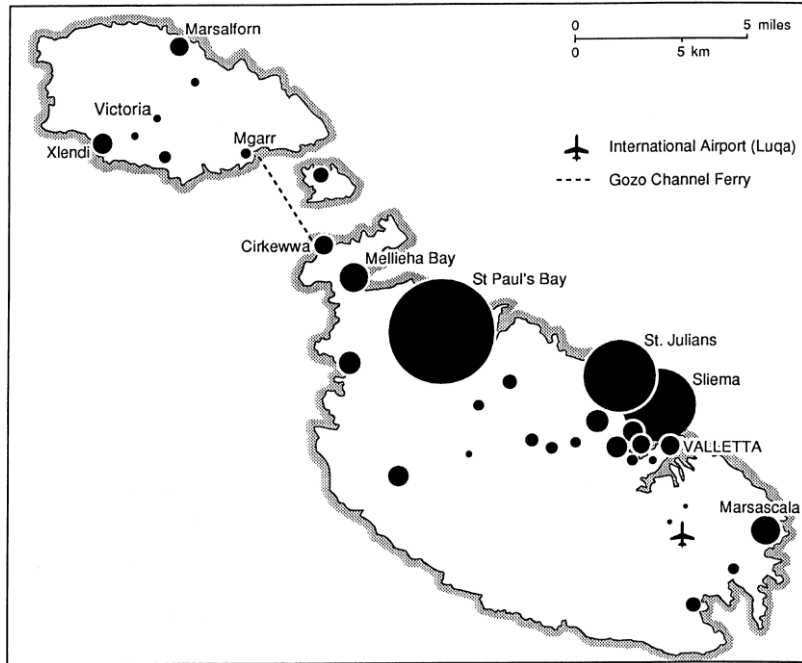 Marsalforn
0 5 miles
0 5 km
Victoria
Mgarr
Xlendi
International Airport (Luqa)
Gozo Channel Ferry
Cirkewwa
Mellieha Bay
St Paul's Bay
St. Julians
Sliema
VALLETTA
Marsascala